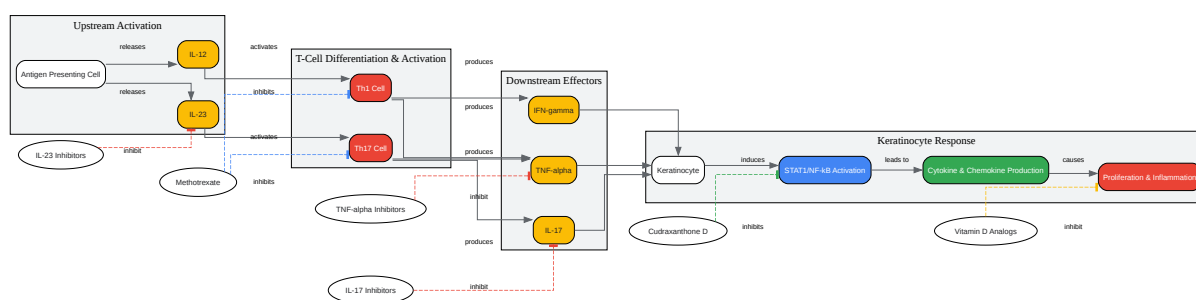 Upstream Activation
Antigen Presenting Cell
releases
releases
IL-12
IL-23
IL-23 Inhibitors
inhibit
Methotrexate
activates
inhibits
activates
inhibits
T-Cell Differentiation & Activation
Th1 Cell
Th17 Cell
TNF-alpha Inhibitors
IL-17 Inhibitors
produces
produces
produces
inhibit
produces
inhibit
Downstream Effectors
IFN-gamma
TNF-alpha
IL-17
Keratinocyte Response
Keratinocyte
induces
STAT1/NF-kB Activation
leads to
Cytokine & Chemokine Production
causes
Proliferation & Inflammation
Cudraxanthone D
inhibits
Vitamin D Analogs
inhibit